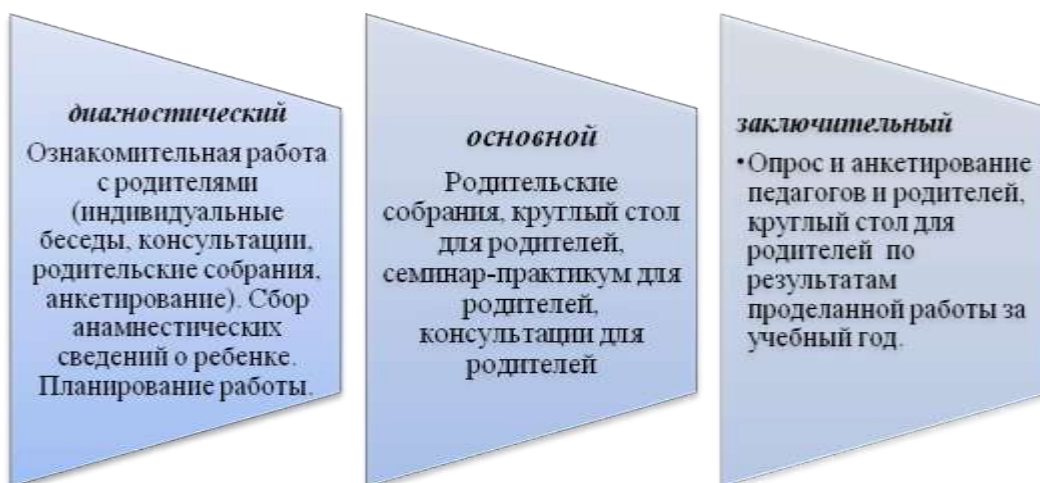 диагностический
Ознакомительная работа
с родителями
(индивидуальные
беседы, консультации,
родительские собрания,
анкетирование). Сбор
анамнестических
сведений о ребенке.
Планирование работы.
основной
Родительские
собрания, круглый стол
для родителей,
семинар-практикум для
родителей,
консультации для
родителей
заключительный
•Опрос и анкетирование
педагогов и родителей,
круглый стол для
родителей по
результатам
проделанной работы за
учебный год.